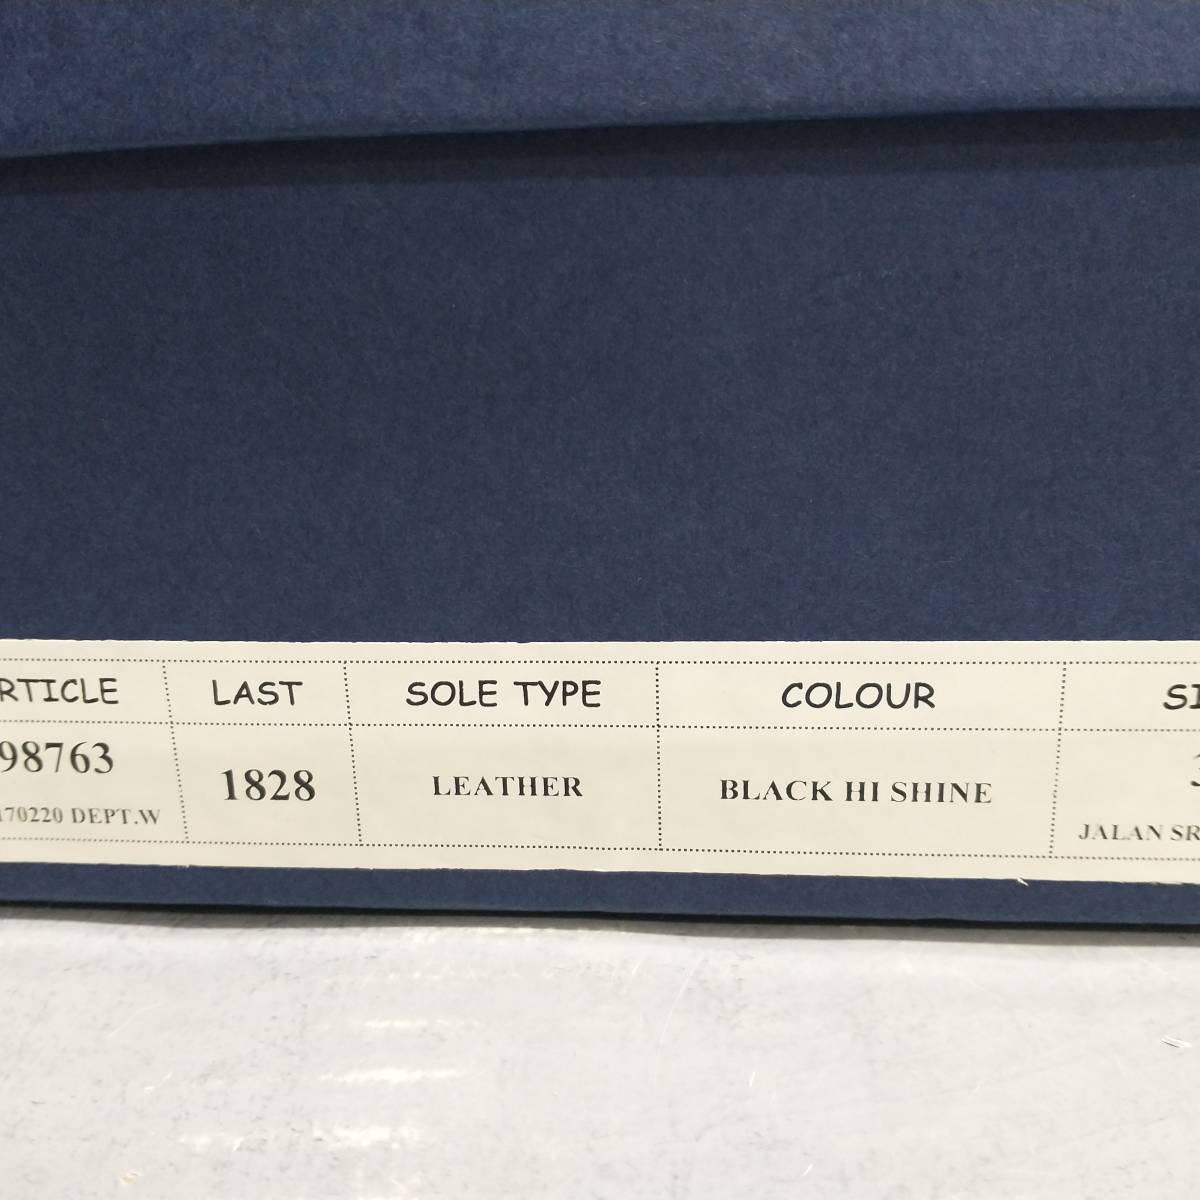 RTICLE LAST SOLE TYPE COLOUR SI
98763 1828 LEATHER BLACK HI SHINE
170220 DEPT.W JALAN SR